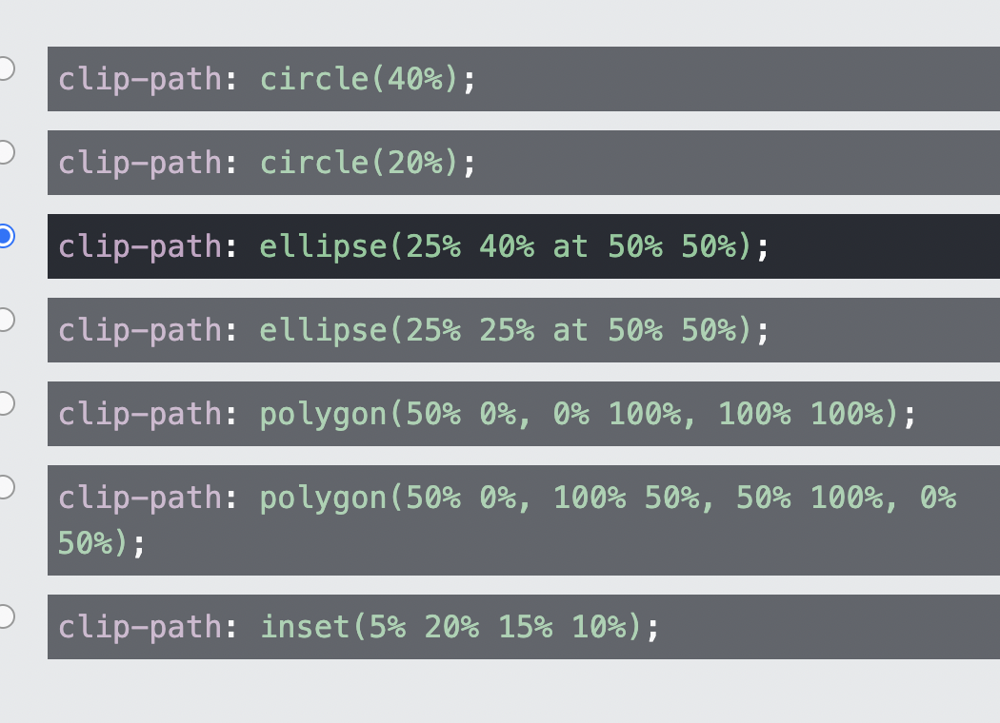 clip-path: circle(40%);
clip-path: circle(20%);
clip-path: ellipse(25% 40% at 50% 50%);
clip-path: ellipse(25% 25% at 50% 50%);
clip-path: polygon(50% 0%, 0% 100%, 100% 100%);
clip-path: polygon(50% 0%, 100% 50%, 50% 100%, 0%
50%);
clip-path: inset(5% 20% 15% 10%);